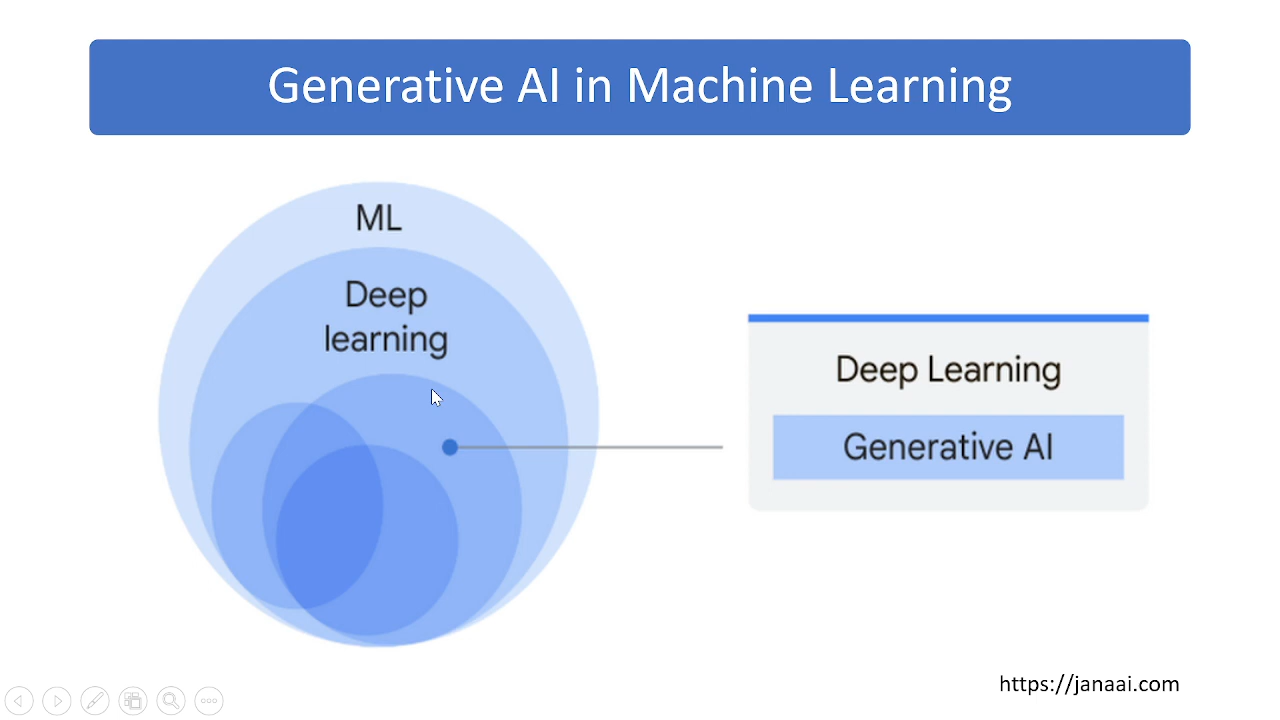 Generative AI in Machine Learning
ML
Deep
learning
Deep Learning
Generative AI
https://janaai.com